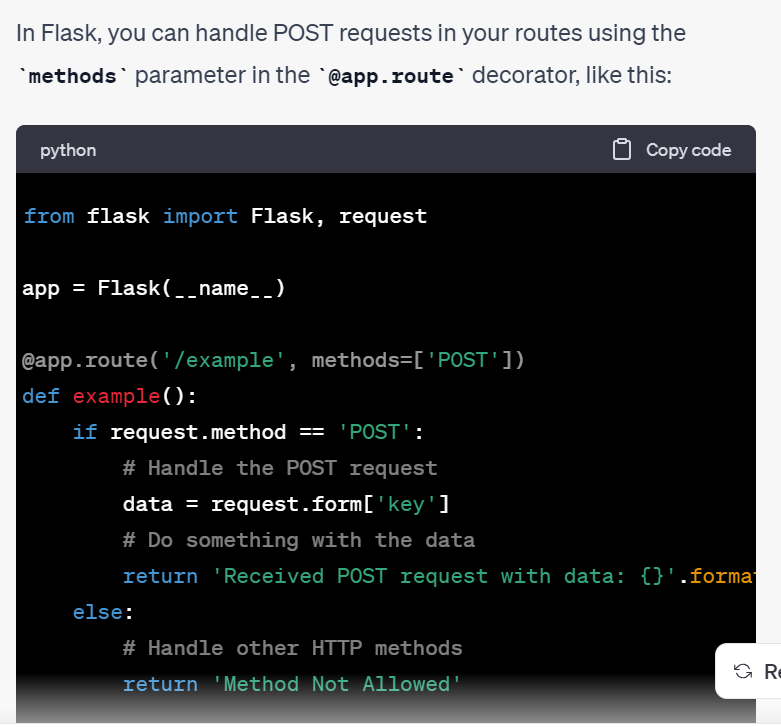 In Flask, you can handle POST requests in your routes using the
`methods` parameter in the `@app.route` decorator, like this:
python
Copy code
from flask import Flask, request
app = Flask(__name__)
@app.route('/example', methods=['POST'])
def example():
    if request.method == 'POST':
        # Handle the POST request
        data = request.form['key']
        # Do something with the data
        return 'Received POST request with data: {}'.forma
    else:
        # Handle other HTTP methods
        return 'Method Not Allowed'
Re